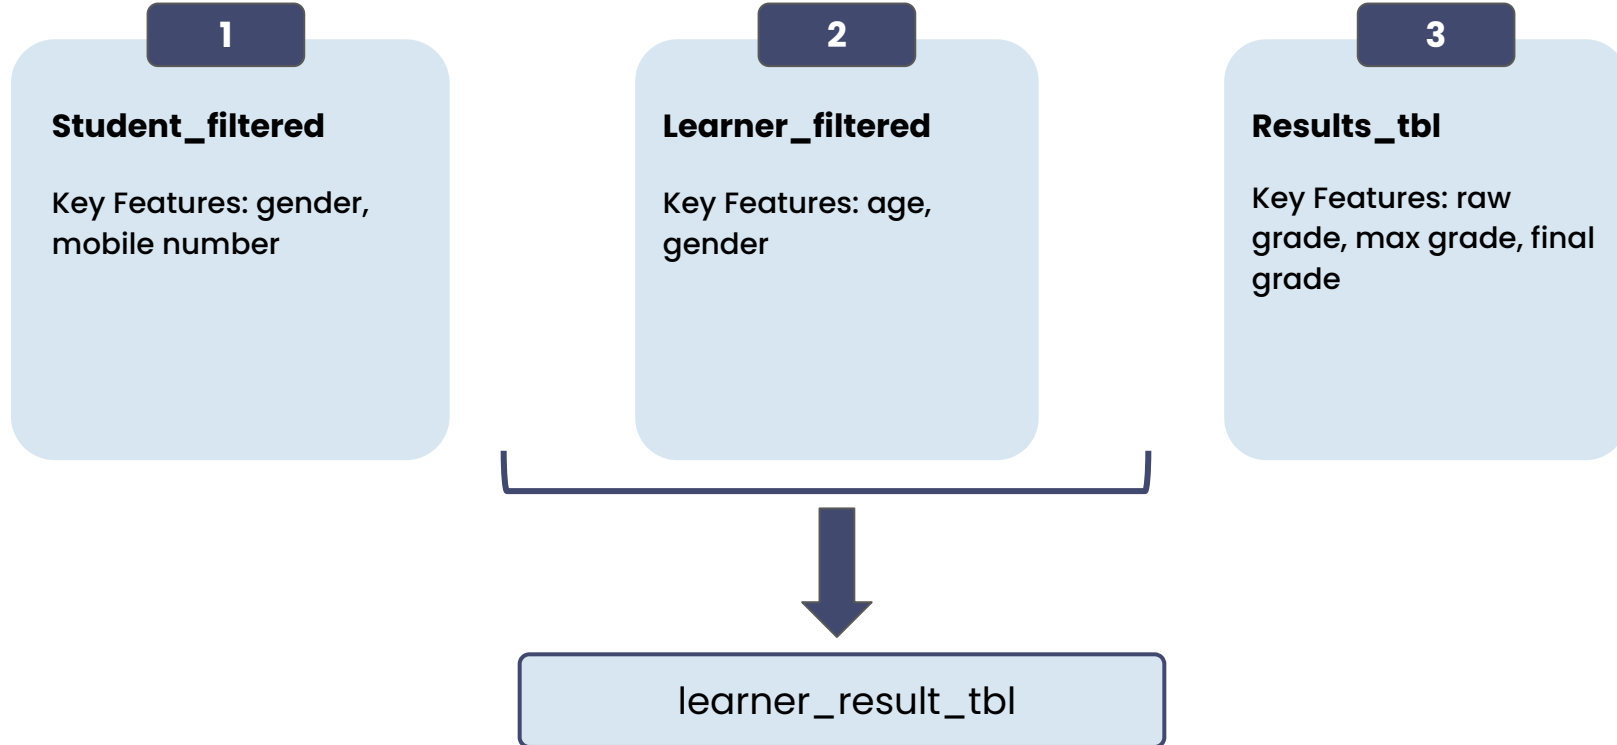 1
Student_filtered
Key Features: gender,
mobile number
2
Learner_filtered
Key Features: age,
gender
3
Results_tbl
Key Features: raw
grade, max grade, final
grade
learner_result_tbl